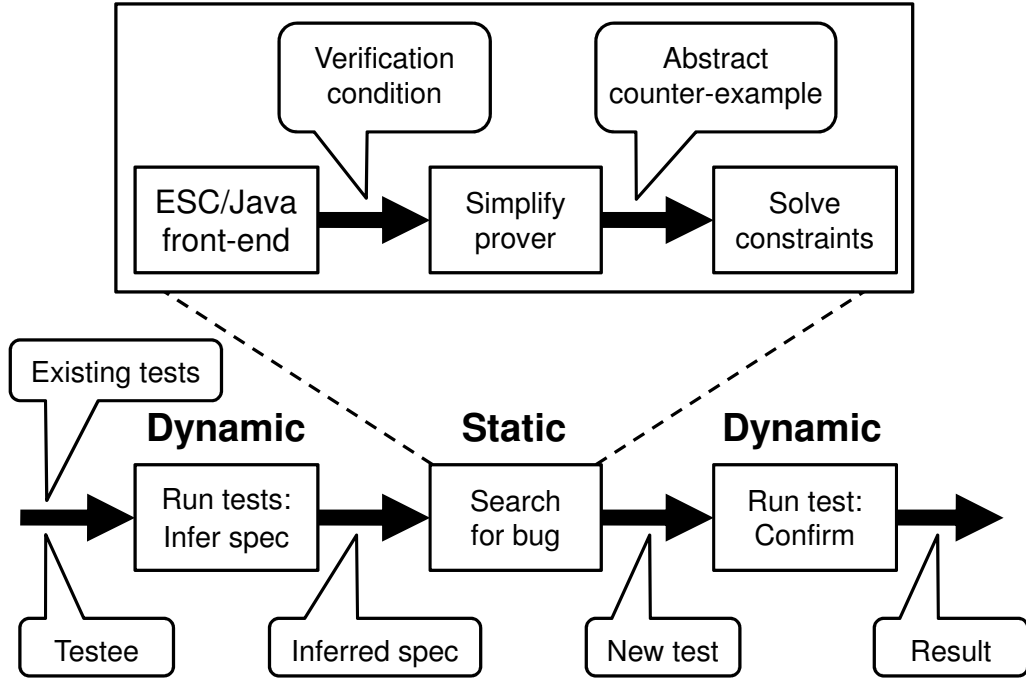 Verification
condition
Abstract
counter-example
ESC/Java
front-end
Simplify
prover
Solve
constraints
Existing tests
Dynamic
Static
Dynamic
Run tests:
Infer spec
Search
for bug
Run test:
Confirm
Testee
Inferred spec
New test
Result